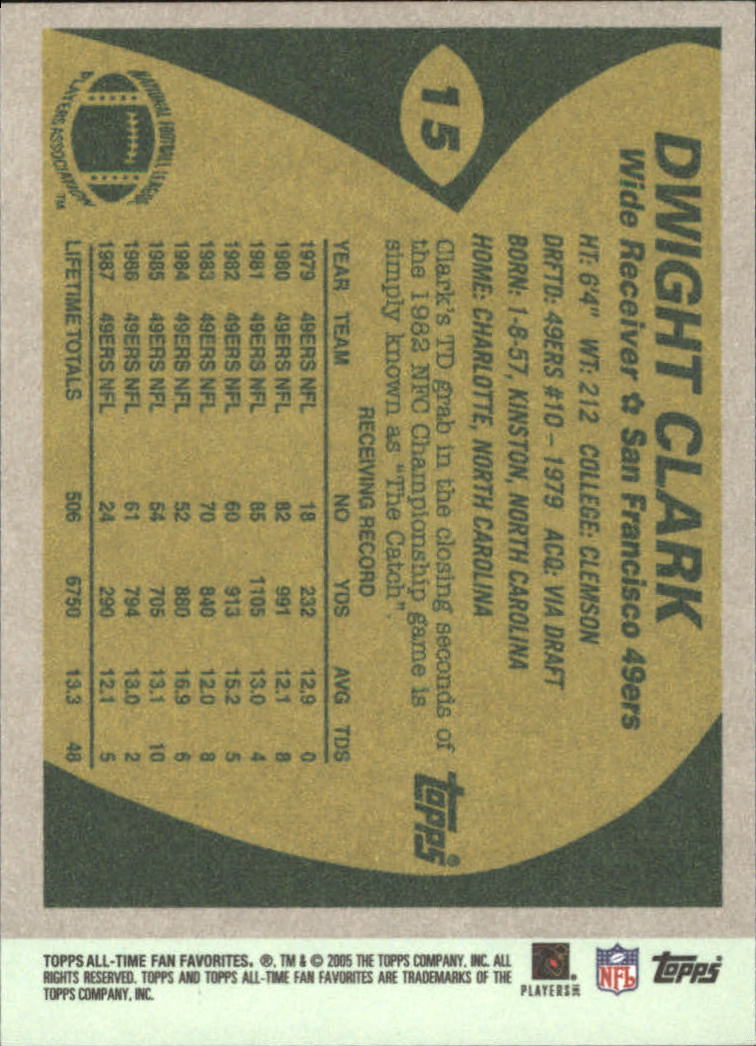 15
DWIGHT CLARK
Wide Receiver ✿ San Francisco 49ers
HT: 6'4" WT: 212 COLLEGE: CLEMSON
DRFTD: 49ERS #10 – 1979 ACQ: VIA DRAFT
BORN: 1-8-57, KINSTON, NORTH CAROLINA
HOME: CHARLOTTE, NORTH CAROLINA
Clark's TD grab in the closing seconds of
the 1982 NFC Championship game is
simply known as "The Catch".
topps®
RECEIVING RECORD
YEAR TEAM NO YDS AVG TDS
1979 49ERS NFL 18 232 12.9 0
1980 49ERS NFL 82 991 12.1 8
1981 49ERS NFL 85 1105 13.0 4
1982 49ERS NFL 60 913 15.2 5
1983 49ERS NFL 70 840 12.0 8
1984 49ERS NFL 52 880 16.9 6
1985 49ERS NFL 54 705 13.1 10
1986 49ERS NFL 61 794 13.0 2
1987 49ERS NFL 24 290 12.1 5
LIFETIME TOTALS 506 6750 13.3 48
NATIONAL FOOTBALL LEAGUE
PLAYERS ASSOCIATION™
TOPPS ALL-TIME FAN FAVORITES. ®, TM & © 2005 THE TOPPS COMPANY, INC. ALL
RIGHTS RESERVED. TOPPS AND TOPPS ALL-TIME FAN FAVORITES ARE TRADEMARKS OF THE
TOPPS COMPANY, INC.
PLAYERS
NFL
topps®